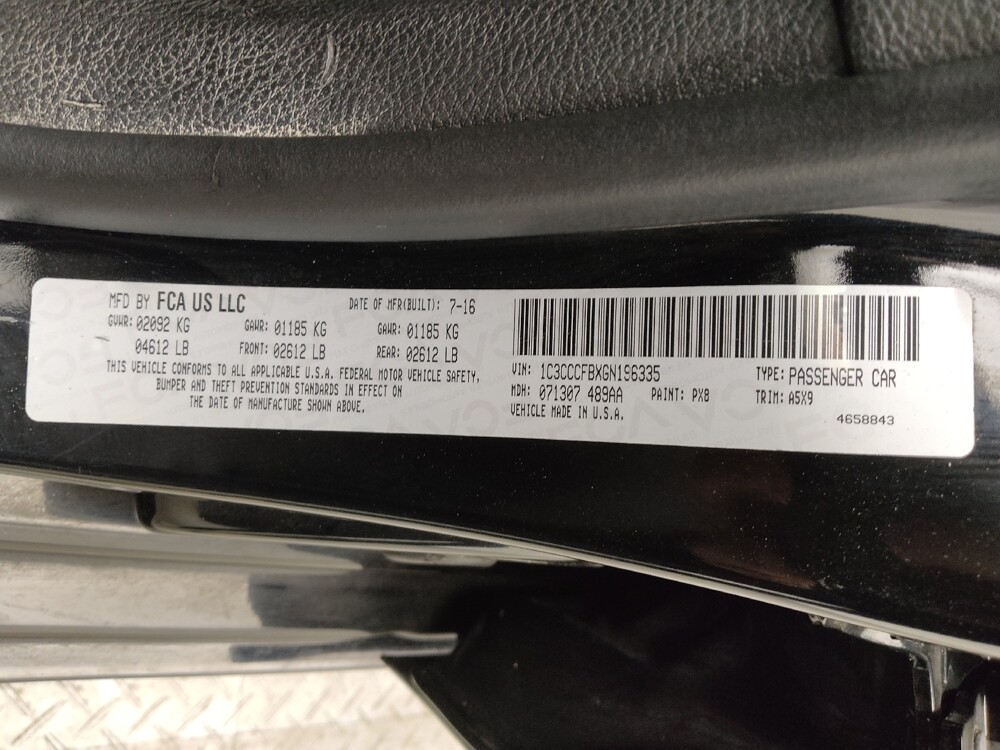 MFD BY FCA US LLC DATE OF MFR(BUILT): 7-16
GVWR: 02092 KG GAWR: 01185 KG GAWR: 01185 KG
04612 LB FRONT: 02612 LB REAR: 02612 LB
THIS VEHICLE CONFORMS TO ALL APPLICABLE U.S.A. FEDERAL MOTOR VEHICLE SAFETY,
BUMPER AND THEFT PREVENTION STANDARDS IN EFFECT ON
THE DATE OF MANUFACTURE SHOWN ABOVE.
VIN: 1C3CCCFBXGN196335 TYPE: PASSENGER CAR
MDH: 071307 489AA PAINT: PX8 TRIM: A5X9
VEHICLE MADE IN U.S.A. 4658843